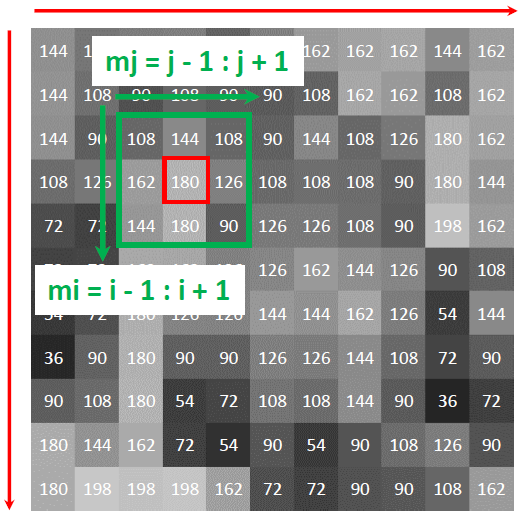 144 162 162 162 144 162
mj = j - 1 : j + 1
144 108 90 108 90 90 108 162 162 108 162
144 90 108 144 108 90 144 108 126 180 162
108 126 162 180 126 108 108 108 90 180 144
72 72 144 180 90 126 126 108 90 198 162
126 162 144 126 90 108
mi = i - 1 : i + 1
54 72 180 126 126 144 144 162 126 54 144
36 90 180 90 90 126 126 144 108 72 90
90 108 180 54 72 108 108 144 90 36 72
180 144 162 72 54 90 54 90 108 126 90
180 198 198 198 162 72 72 90 90 108 162